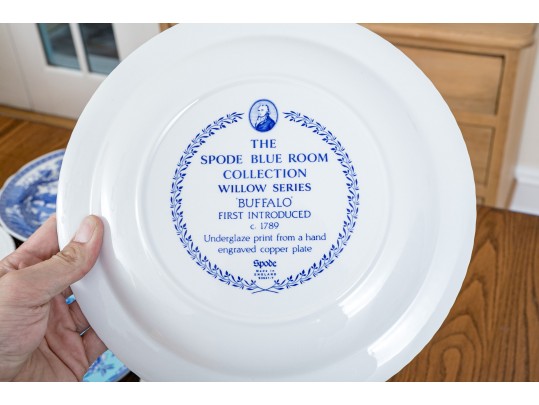 THE
SPODE BLUE ROOM
COLLECTION
WILLOW SERIES
'BUFFALO'
FIRST INTRODUCED
c. 1789
Underglaze print from a hand
engraved copper plate
Spode
MADE IN
ENGLAND